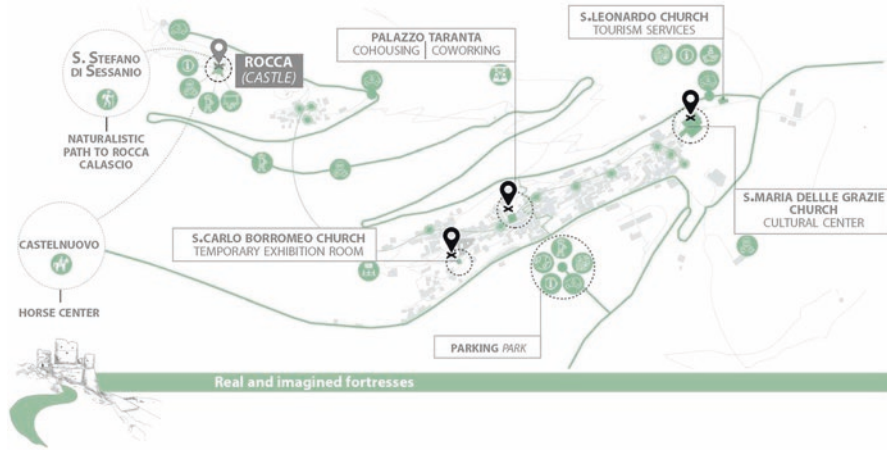 PALAZZO TARANTA
COHOUSING | COWORKING
S.LEONARDO CHURCH
TOURISM SERVICES
S. STEFANO
DI SESSANIO
ROCCA
(CASTLE)
NATURALISTIC
PATH TO ROCCA
CALASCIO
S.MARIA DELLLE GRAZIE
CHURCH
CULTURAL CENTER
CASTELNUOVO
S.CARLO BORROMEO CHURCH
TEMPORARY EXHIBITION ROOM
HORSE CENTER
PARKING PARK
Real and imagined fortresses